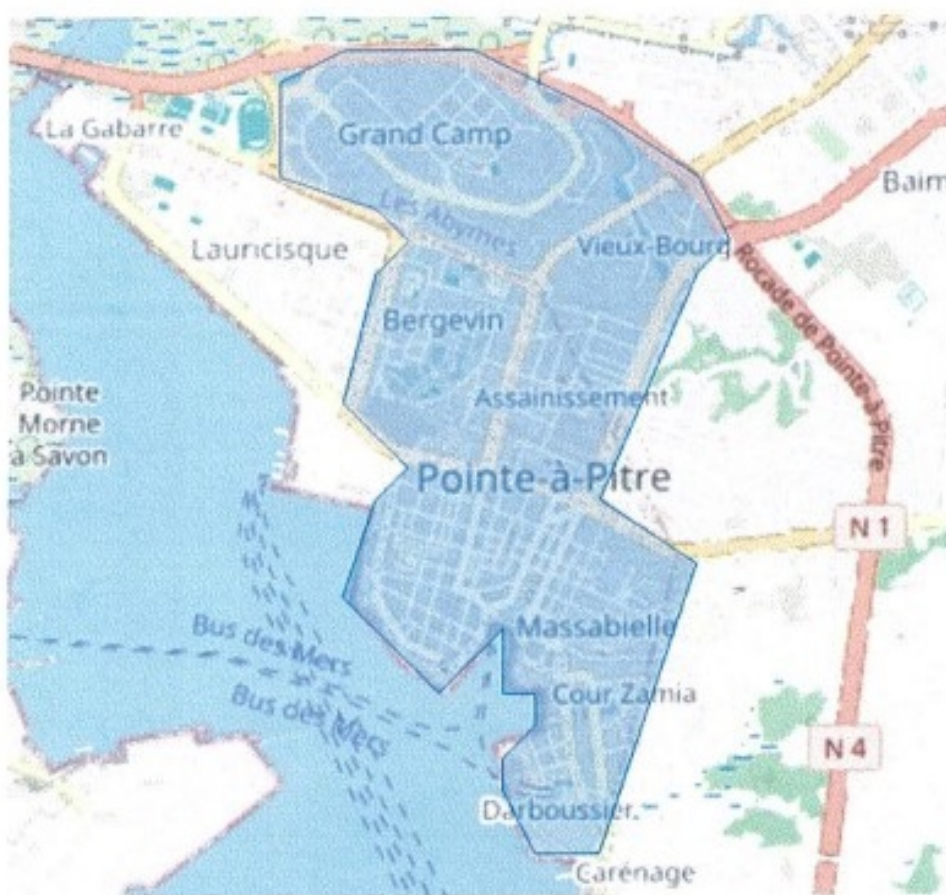 La Gabarre
Grand Camp
Baim
Les Abymes
Lauricisque
Vieux-Bourg
Rocade de Pointe-à-Pitre
Bergevin
Pointe
Morne
à Savon
Assainissement
Pointe-à-Pitre
N 1
Bus des Mers
Massabielle
Bus des Mers
Cour Zamia
N 4
Darboussier
Carénage